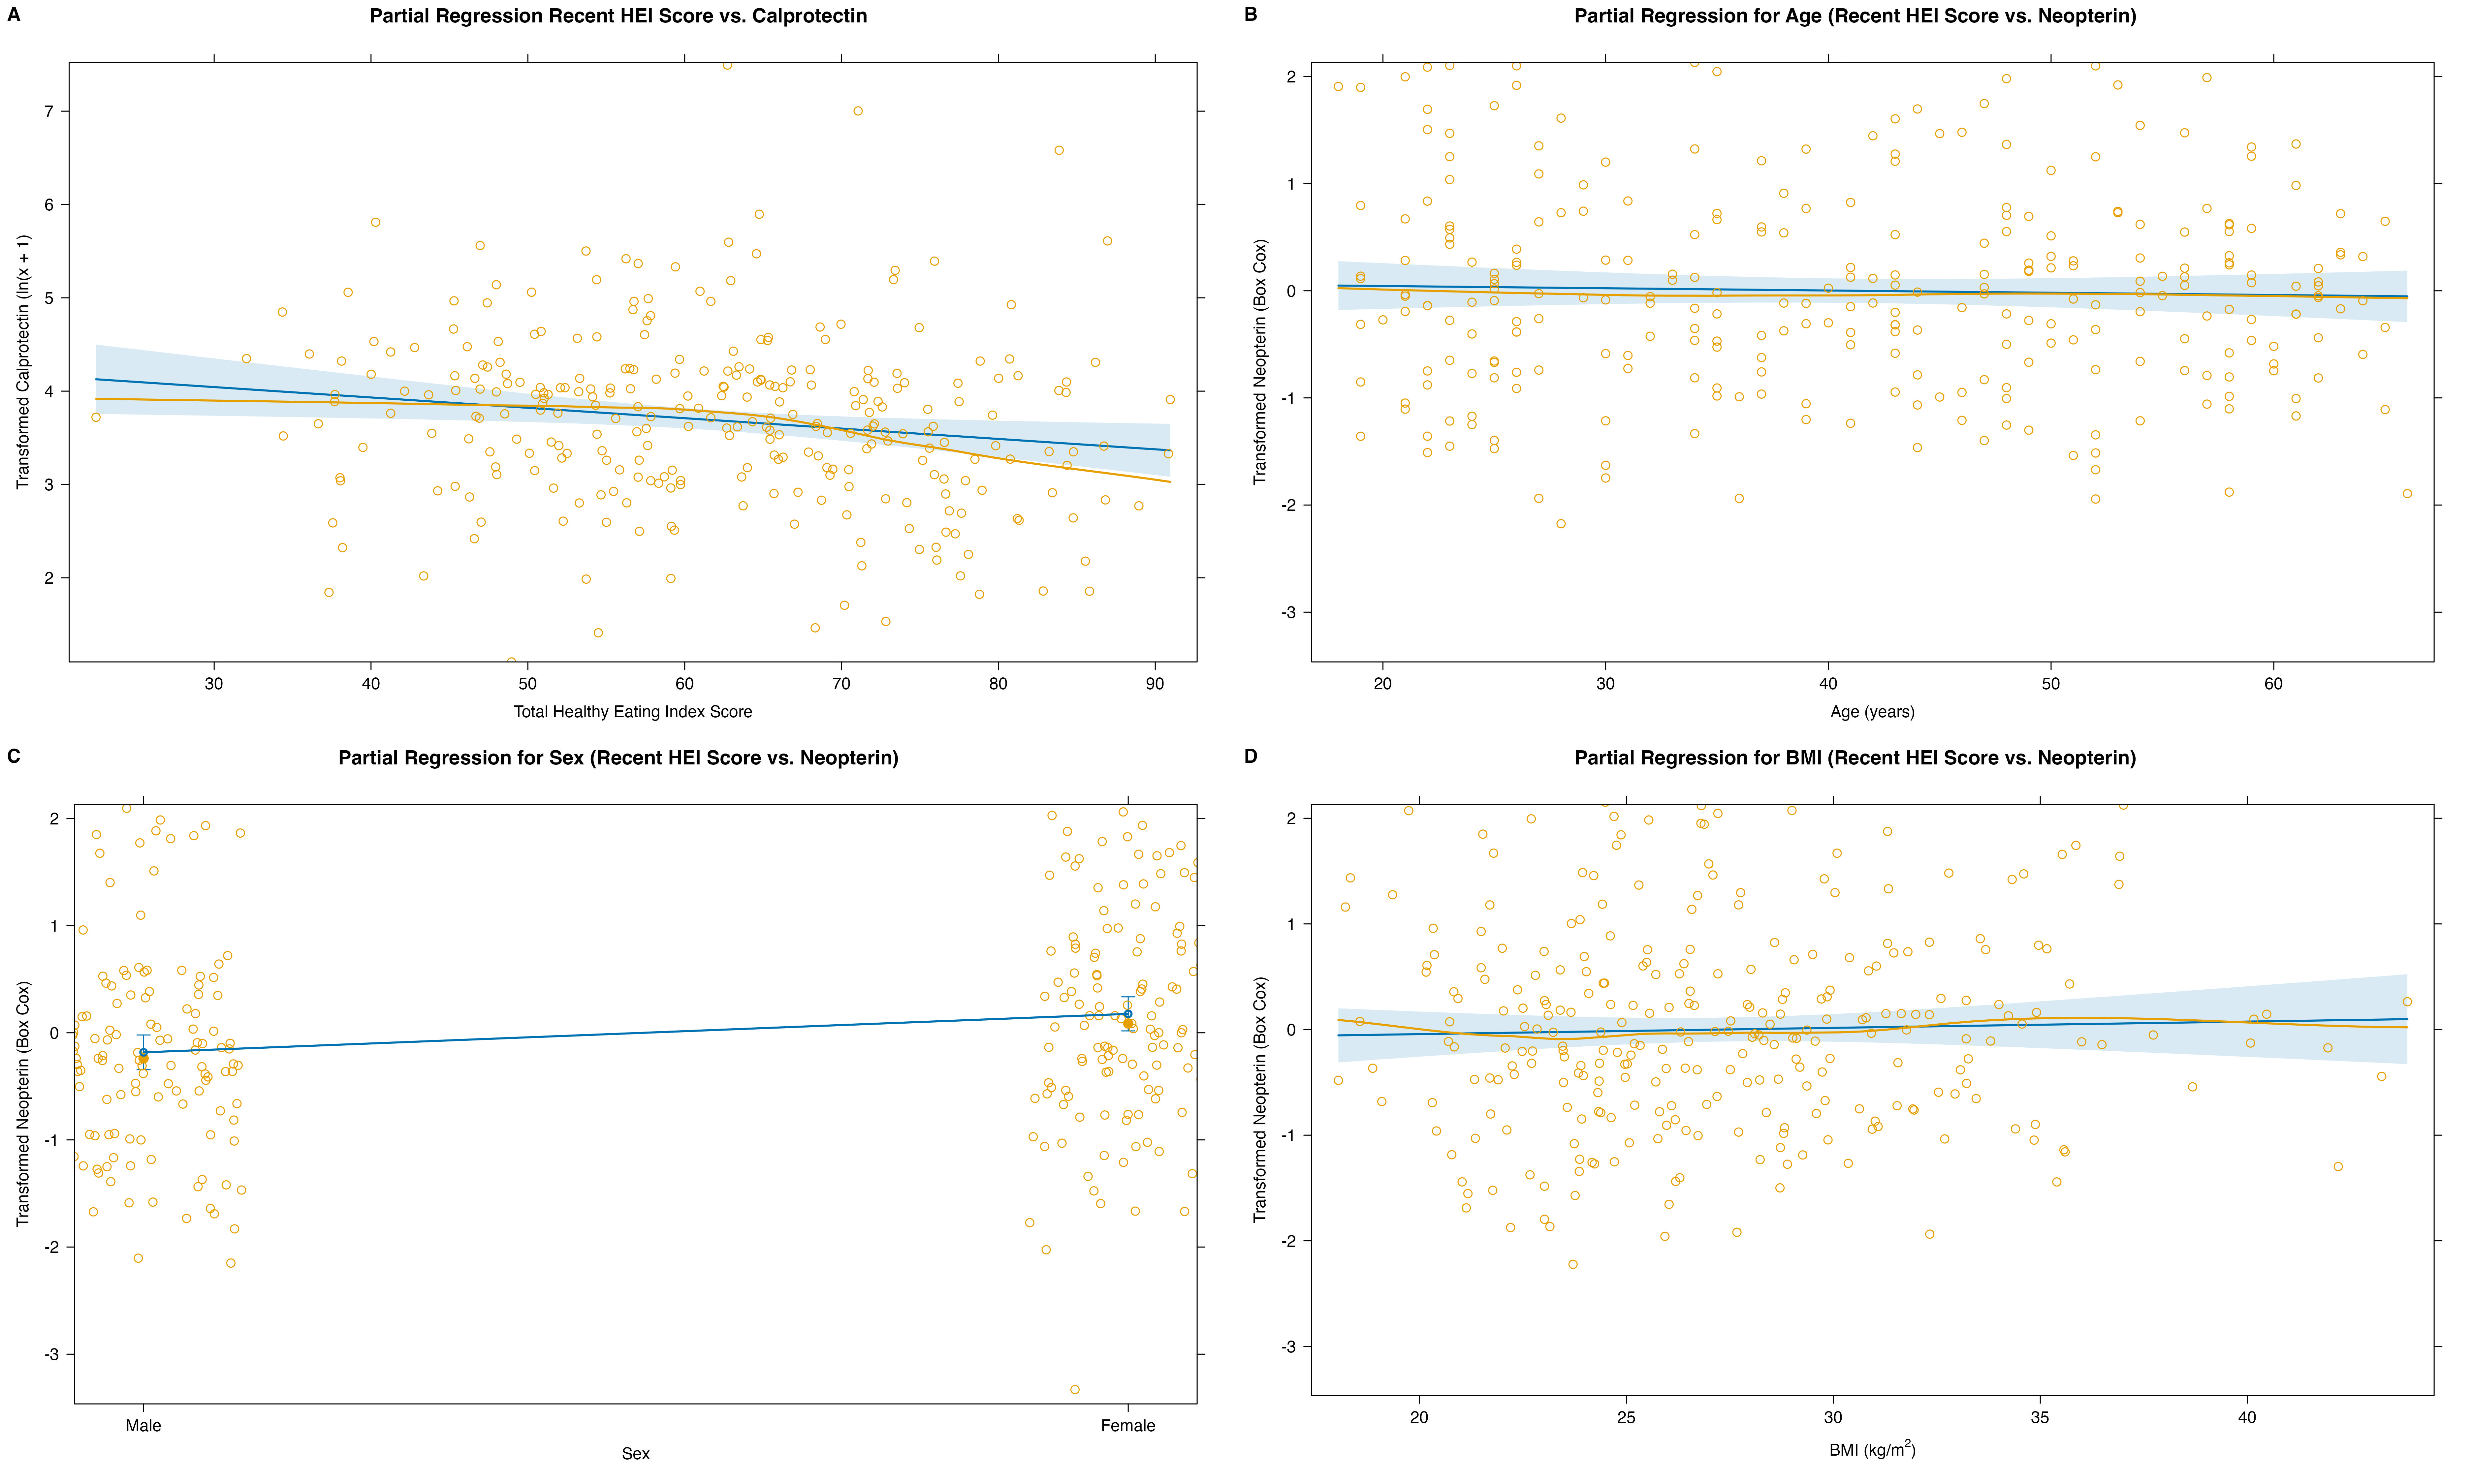 A
Partial Regression Recent HEI Score vs. Calprotectin
7
6
5
4
3
2
Transformed Calprotectin (ln(x + 1)
30 40 50 60 70 80 90
Total Healthy Eating Index Score
B
Partial Regression for Age (Recent HEI Score vs. Neopterin)
2
1
0
-1
-2
-3
Transformed Neopterin (Box Cox)
20 30 40 50 60
Age (years)
C
Partial Regression for Sex (Recent HEI Score vs. Neopterin)
2
1
0
-1
-2
-3
Transformed Neopterin (Box Cox)
Male Female
Sex
D
Partial Regression for BMI (Recent HEI Score vs. Neopterin)
2
1
0
-1
-2
-3
Transformed Neopterin (Box Cox)
20 25 30 35 40
BMI (kg/m²)